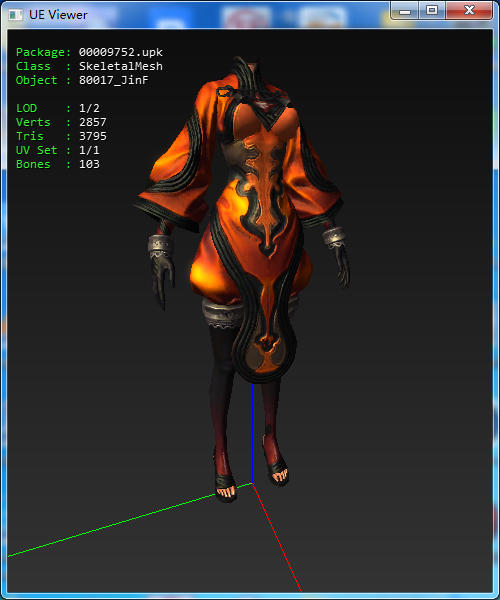 UE Viewer
Package: 00009752.upk
Class : SkeletalMesh
Object : 80017_JinF
LOD : 1/2
Verts : 2857
Tris : 3795
UV Set : 1/1
Bones : 103